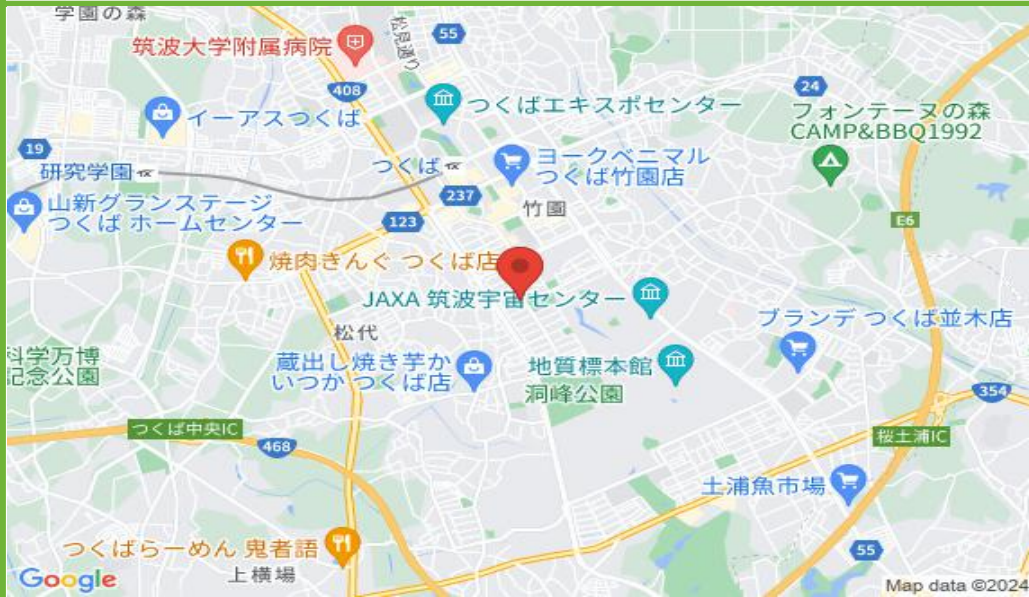 学園の森
筑波大学附属病院
松見通り
55
408
24
つくばエキスポセンター
フォンテーヌの森
CAMP&BBQ1992
イーアスつくば
19
研究学園
つくば
ヨークベニマル
つくば竹園店
237
竹園
山新グランステージ
つくば ホームセンター
123
E6
焼肉きんぐ つくば店
JAXA 筑波宇宙センター
ブランデ つくば並木店
松代
科学万博
記念公園
蔵出し焼き芋か
いつか つくば店
地質標本館
洞峰公園
354
つくば中央IC
468
桜土浦IC
土浦魚市場
つくばらーめん 鬼者語
上横場
55
Google
Map data ©2024